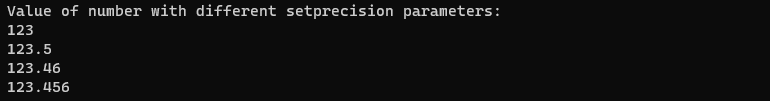 Value of number with different setprecision parameters:
123
123.5
123.46
123.456